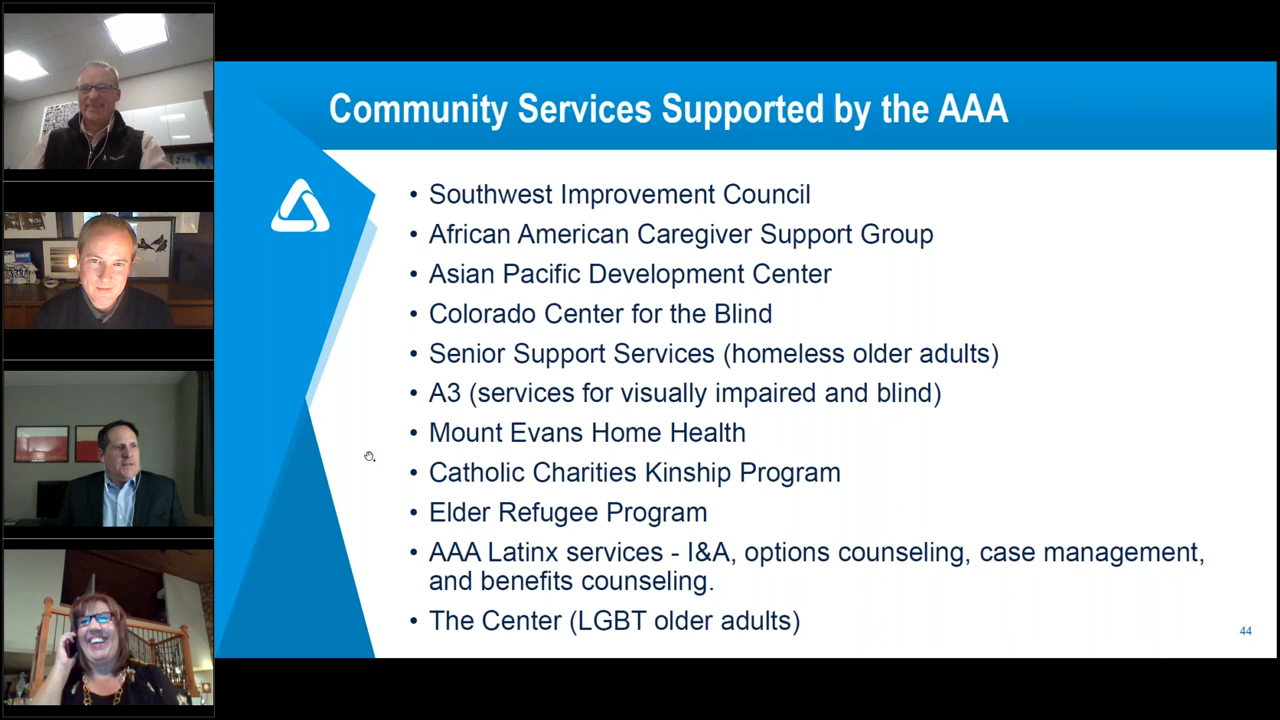 Community Services Supported by the AAA
• Southwest Improvement Council
• African American Caregiver Support Group
• Asian Pacific Development Center
• Colorado Center for the Blind
• Senior Support Services (homeless older adults)
• A3 (services for visually impaired and blind)
• Mount Evans Home Health
• Catholic Charities Kinship Program
• Elder Refugee Program
• AAA Latinx services - I&A, options counseling, case management,
and benefits counseling.
• The Center (LGBT older adults)
44